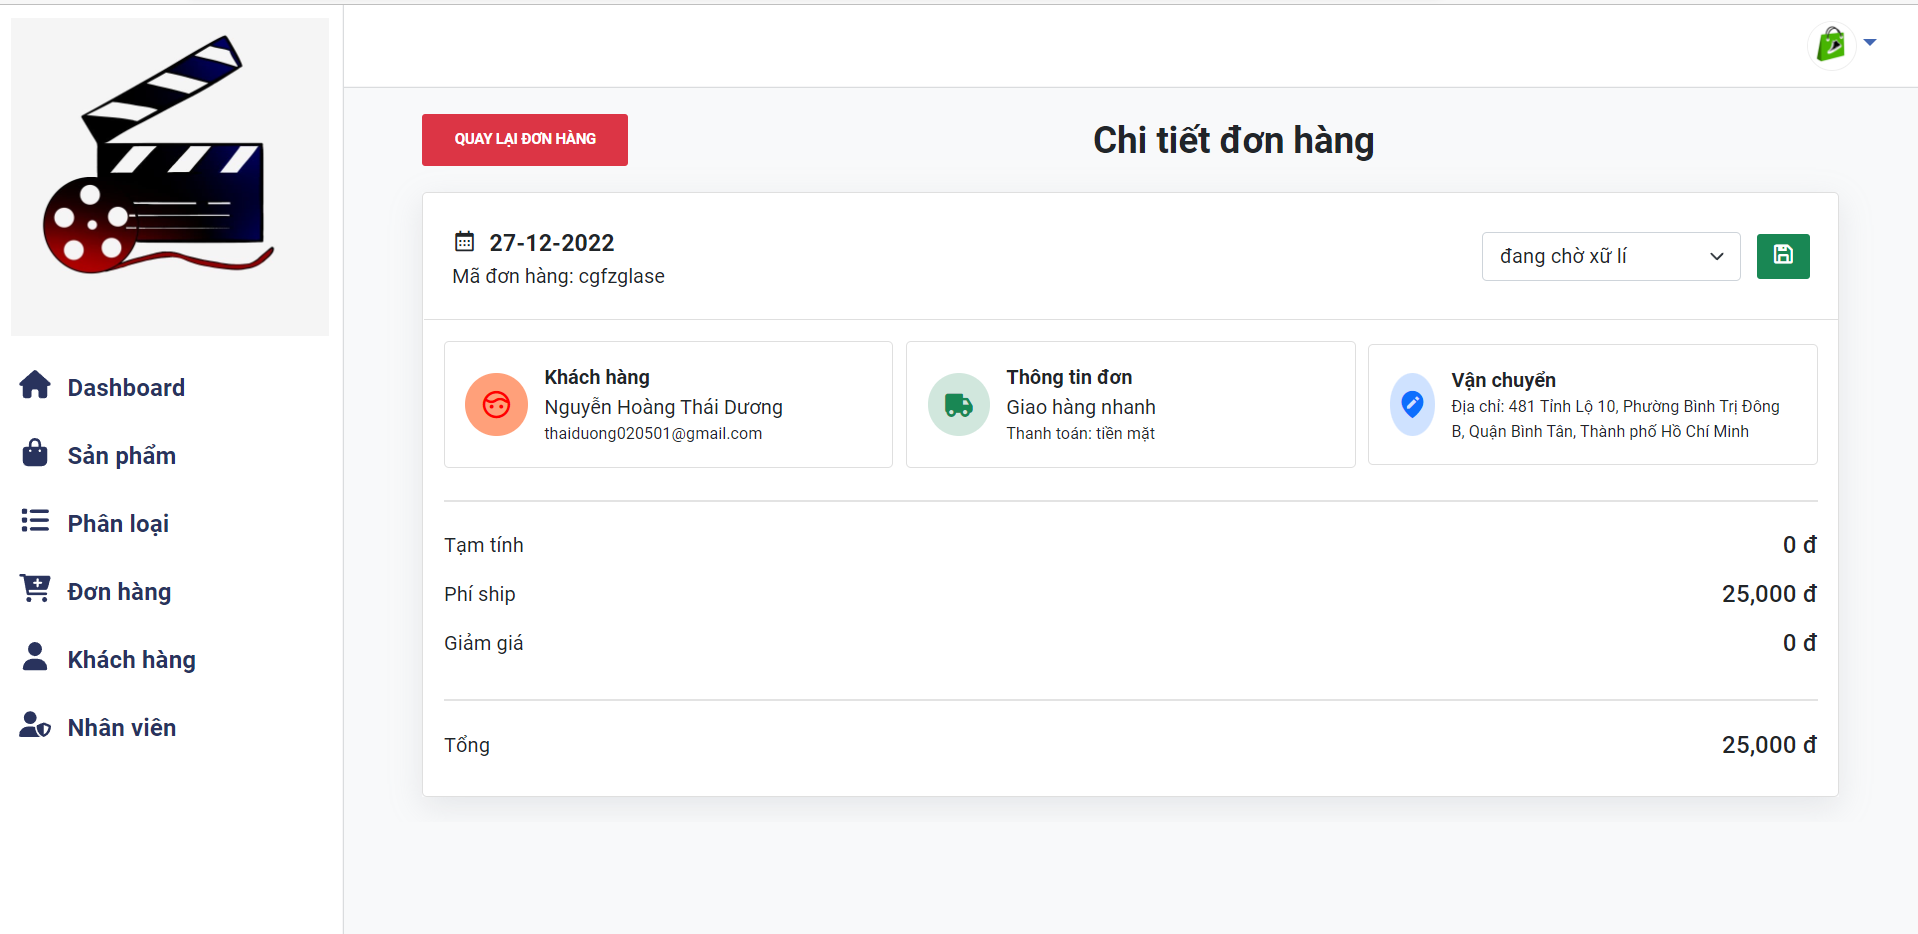 Dashboard
Sản phẩm
Phân loại
Đơn hàng
Khách hàng
Nhân viên
QUAY LẠI ĐƠN HÀNG
Chi tiết đơn hàng
27-12-2022
Mã đơn hàng: cgfzglase
đang chờ xữ lí
Khách hàng
Nguyễn Hoàng Thái Dương
thaiduong020501@gmail.com
Thông tin đơn
Giao hàng nhanh
Thanh toán: tiền mặt
Vận chuyển
Địa chỉ: 481 Tỉnh Lộ 10, Phường Bình Trị Đông
B, Quận Bình Tân, Thành phố Hồ Chí Minh
Tạm tính 0 đ
Phí ship 25,000 đ
Giảm giá 0 đ
Tổng 25,000 đ